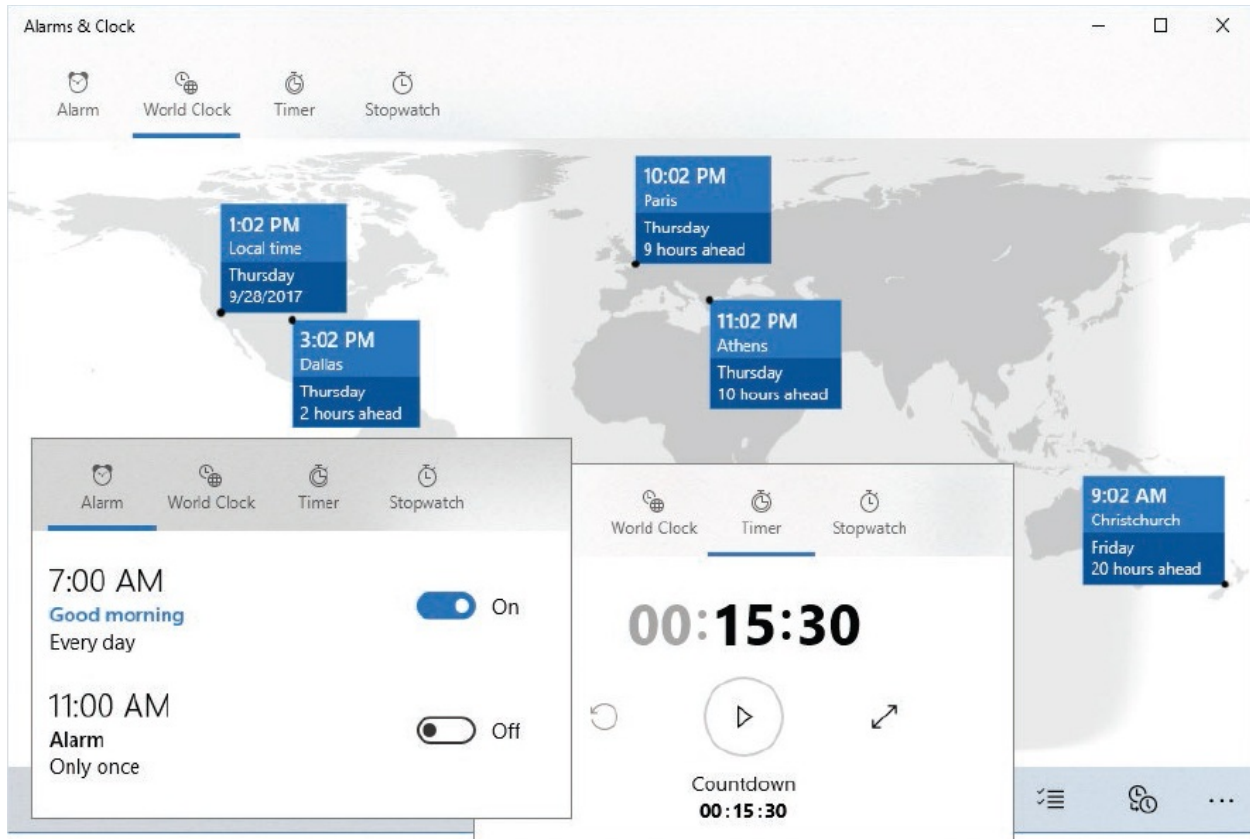 Alarms & Clock
Alarm World Clock Timer Stopwatch
1:02 PM
Local time
Thursday
9/28/2017
3:02 PM
Dallas
Thursday
2 hours ahead
10:02 PM
Paris
Thursday
9 hours ahead
11:02 PM
Athens
Thursday
10 hours ahead
9:02 AM
Christchurch
Friday
20 hours ahead
Alarm World Clock Timer Stopwatch
7:00 AM
Good morning
Every day
On
11:00 AM
Alarm
Only once
Off
World Clock Timer Stopwatch
00:15:30
Countdown
00:15:30